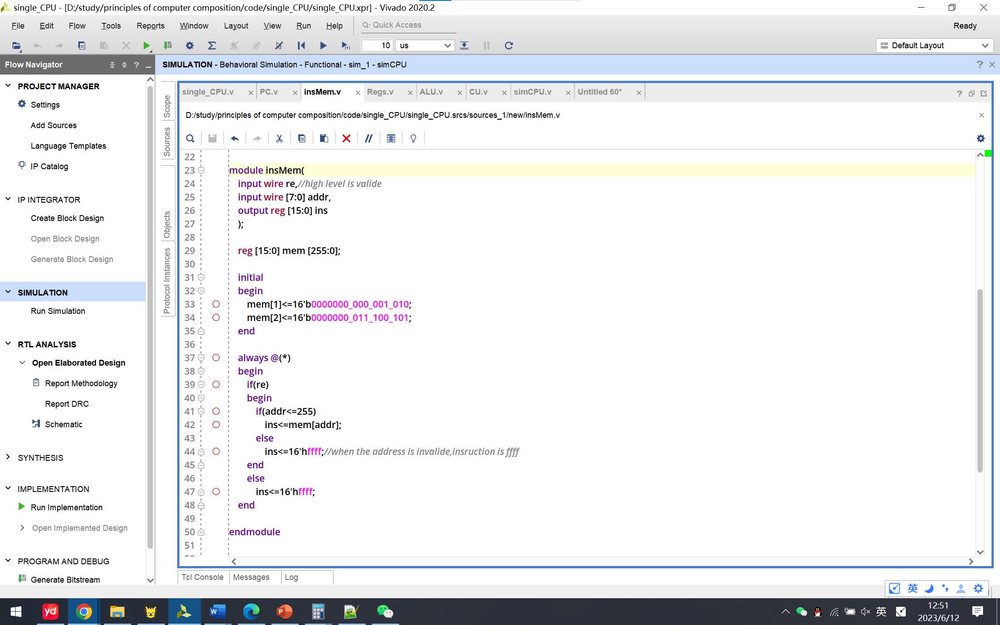 single_CPU - [D:/study/principles of computer composition/code/single_CPU/single_CPU.xpr] - Vivado 2020.2
File Edit Flow Tools Reports Window Layout View Run Help Quick Access Ready
10 us Default Layout
Flow Navigator ?
SIMULATION - Behavioral Simulation - Functional - sim_1 - simCPU ?
PROJECT MANAGER
Settings
Add Sources
Language Templates
IP Catalog
IP INTEGRATOR
Create Block Design
Open Block Design
Generate Block Design
SIMULATION
Run Simulation
RTL ANALYSIS
Open Elaborated Design
Report Methodology
Report DRC
Schematic
SYNTHESIS
IMPLEMENTATION
Run Implementation
Open Implemented Design
PROGRAM AND DEBUG
Generate Bitstream
Scope
Sources
Objects
Protocol Instances
single_CPU.v PC.v insMem.v Regs.v ALU.v CU.v simCPU.v Untitled 60* ?
D:/study/principles of computer composition/code/single_CPU/single_CPU.srcs/sources_1/new/insMem.v
22
23 module insMem(
24 input wire re,//high level is valide
25 input wire [7:0] addr,
26 output reg [15:0] ins
27 );
28
29 reg [15:0] mem [255:0];
30
31 initial
32 begin
33 mem[1]<=16'b0000000_000_001_010;
34 mem[2]<=16'b0000000_011_100_101;
35 end
36
37 always @(*)
38 begin
39 if(re)
40 begin
41 if(addr<=255)
42 ins<=mem[addr];
43 else
44 ins<=16'hffff;//when the address is invalide,insruction is ffff
45 end
46 else
47 ins<=16'hffff;
48 end
49
50 endmodule
51
Tcl Console Messages Log
英
yd
英
12:51
2023/6/12